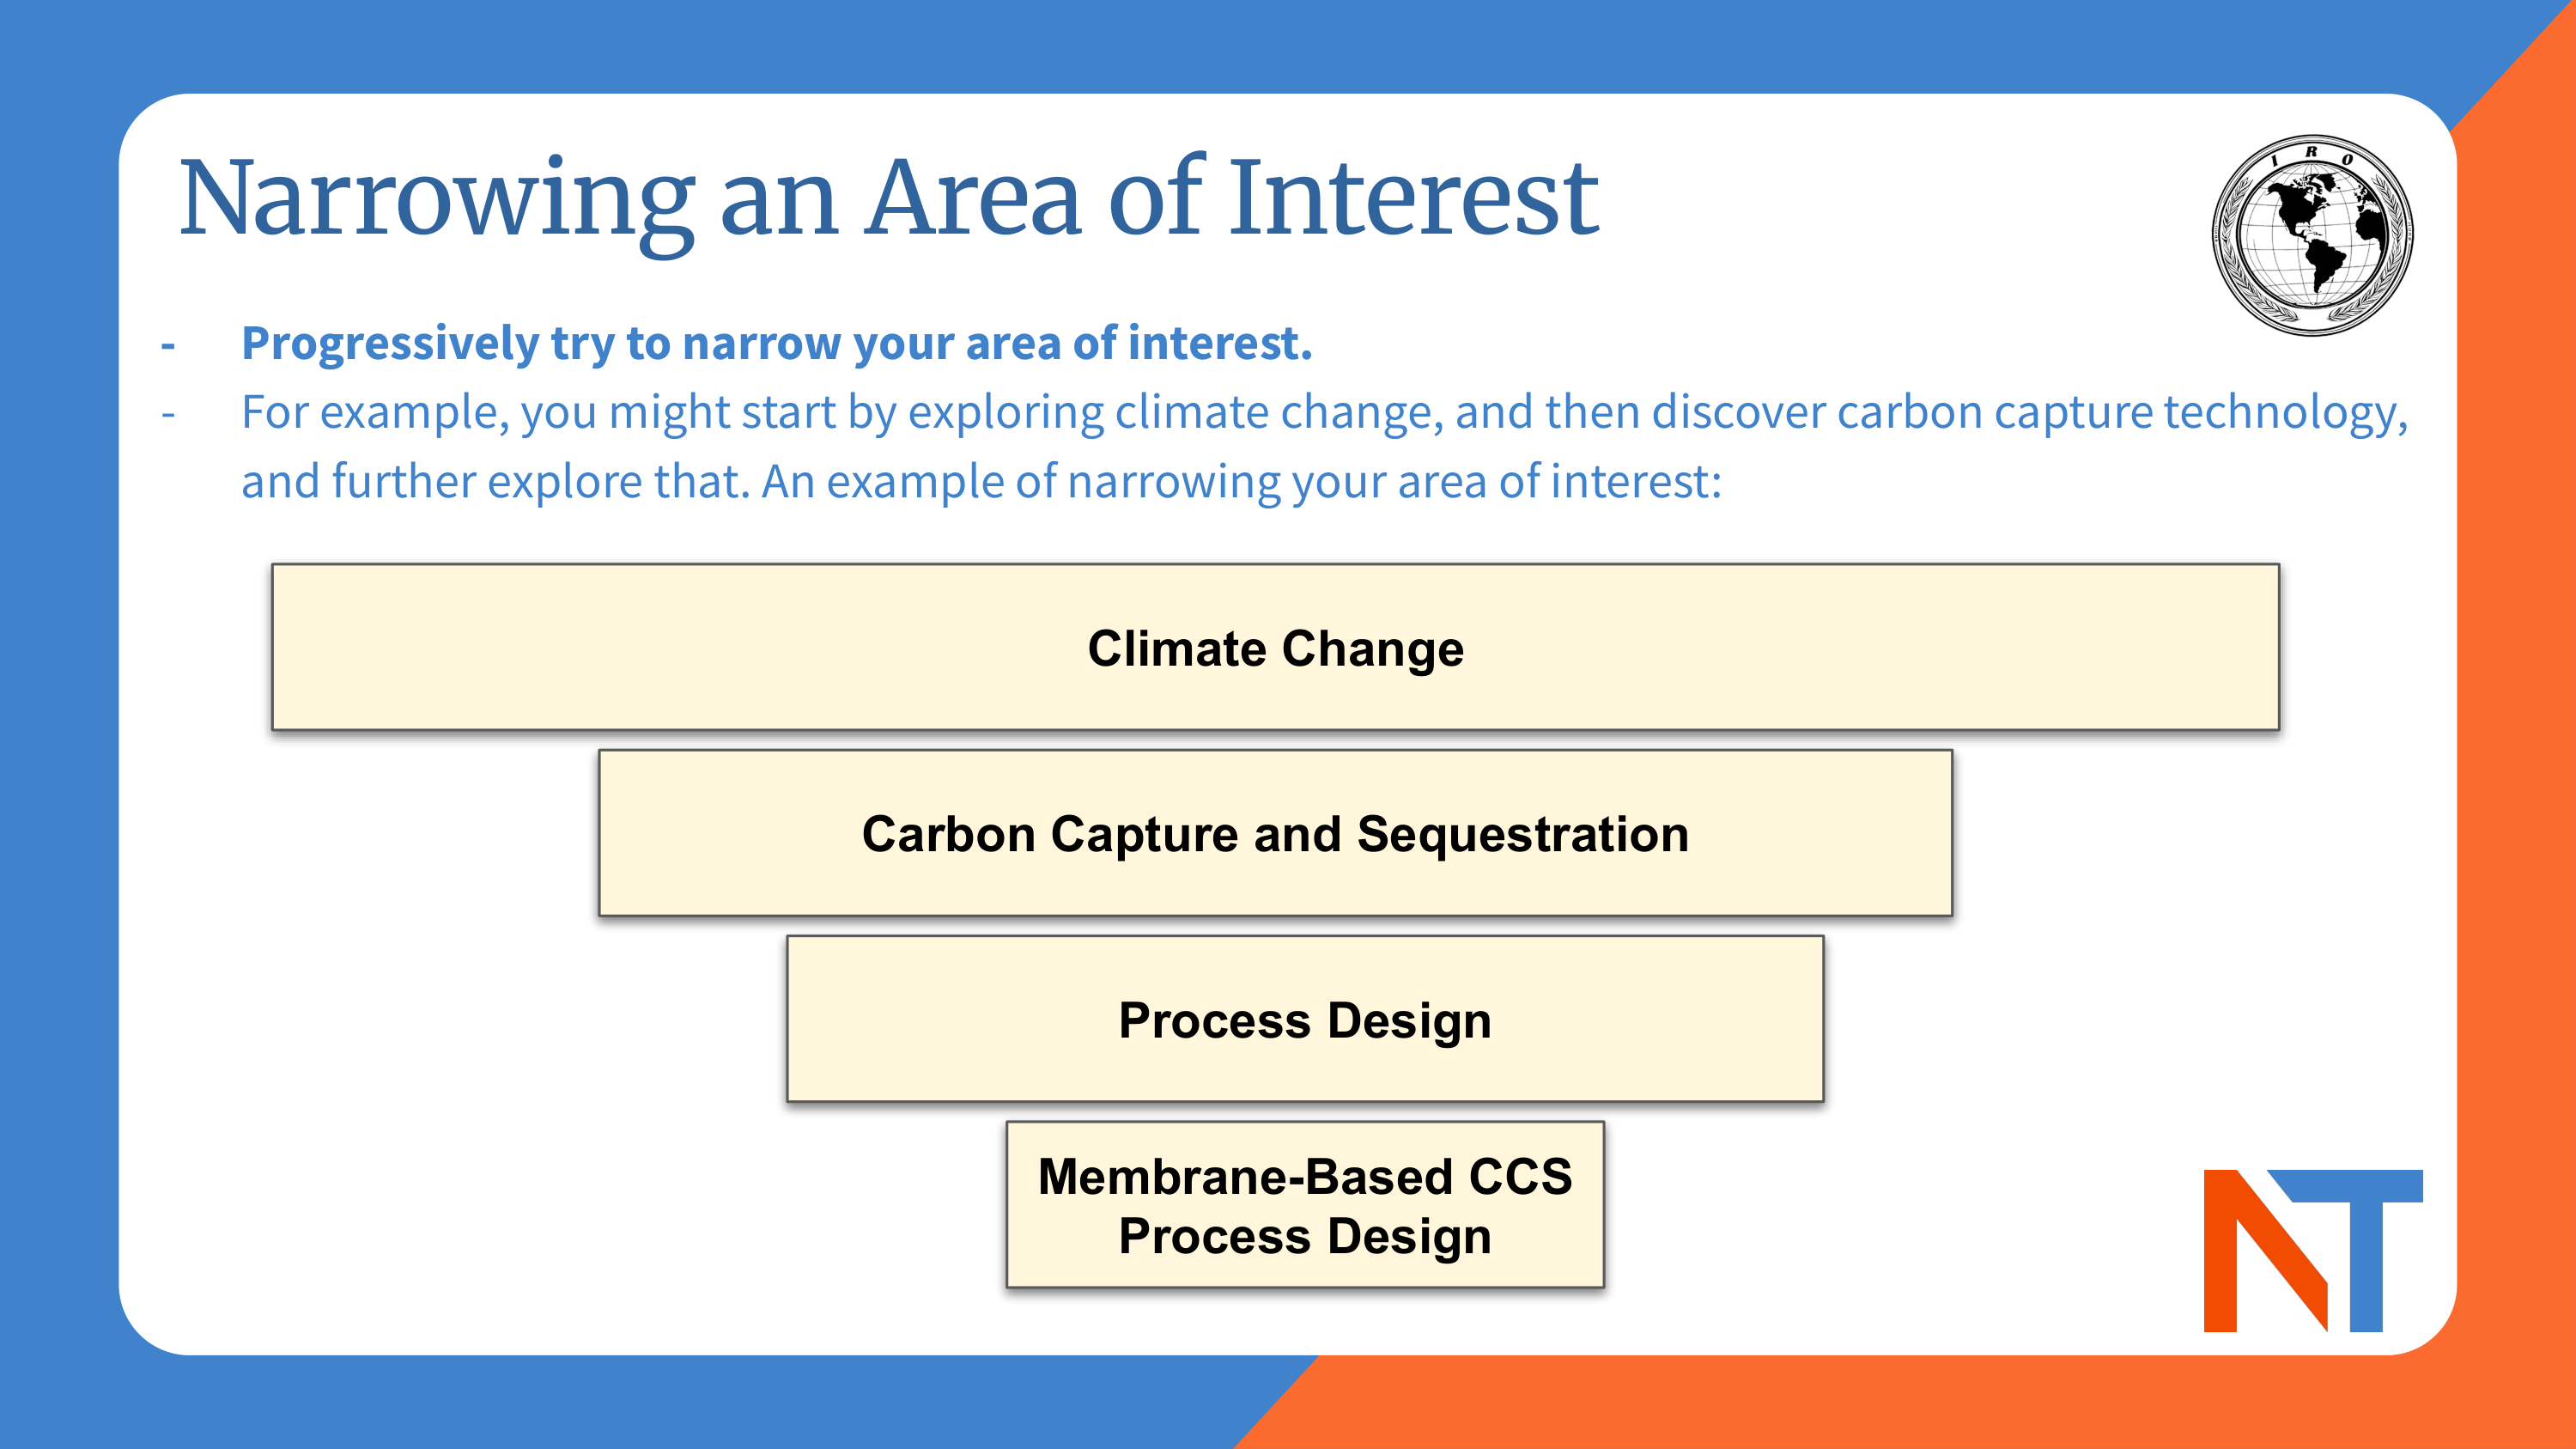 Narrowing an Area of Interest
I R O
- Progressively try to narrow your area of interest.
- For example, you might start by exploring climate change, and then discover carbon capture technology,
and further explore that. An example of narrowing your area of interest:
Climate Change
Carbon Capture and Sequestration
Process Design
Membrane-Based CCS
Process Design
NT